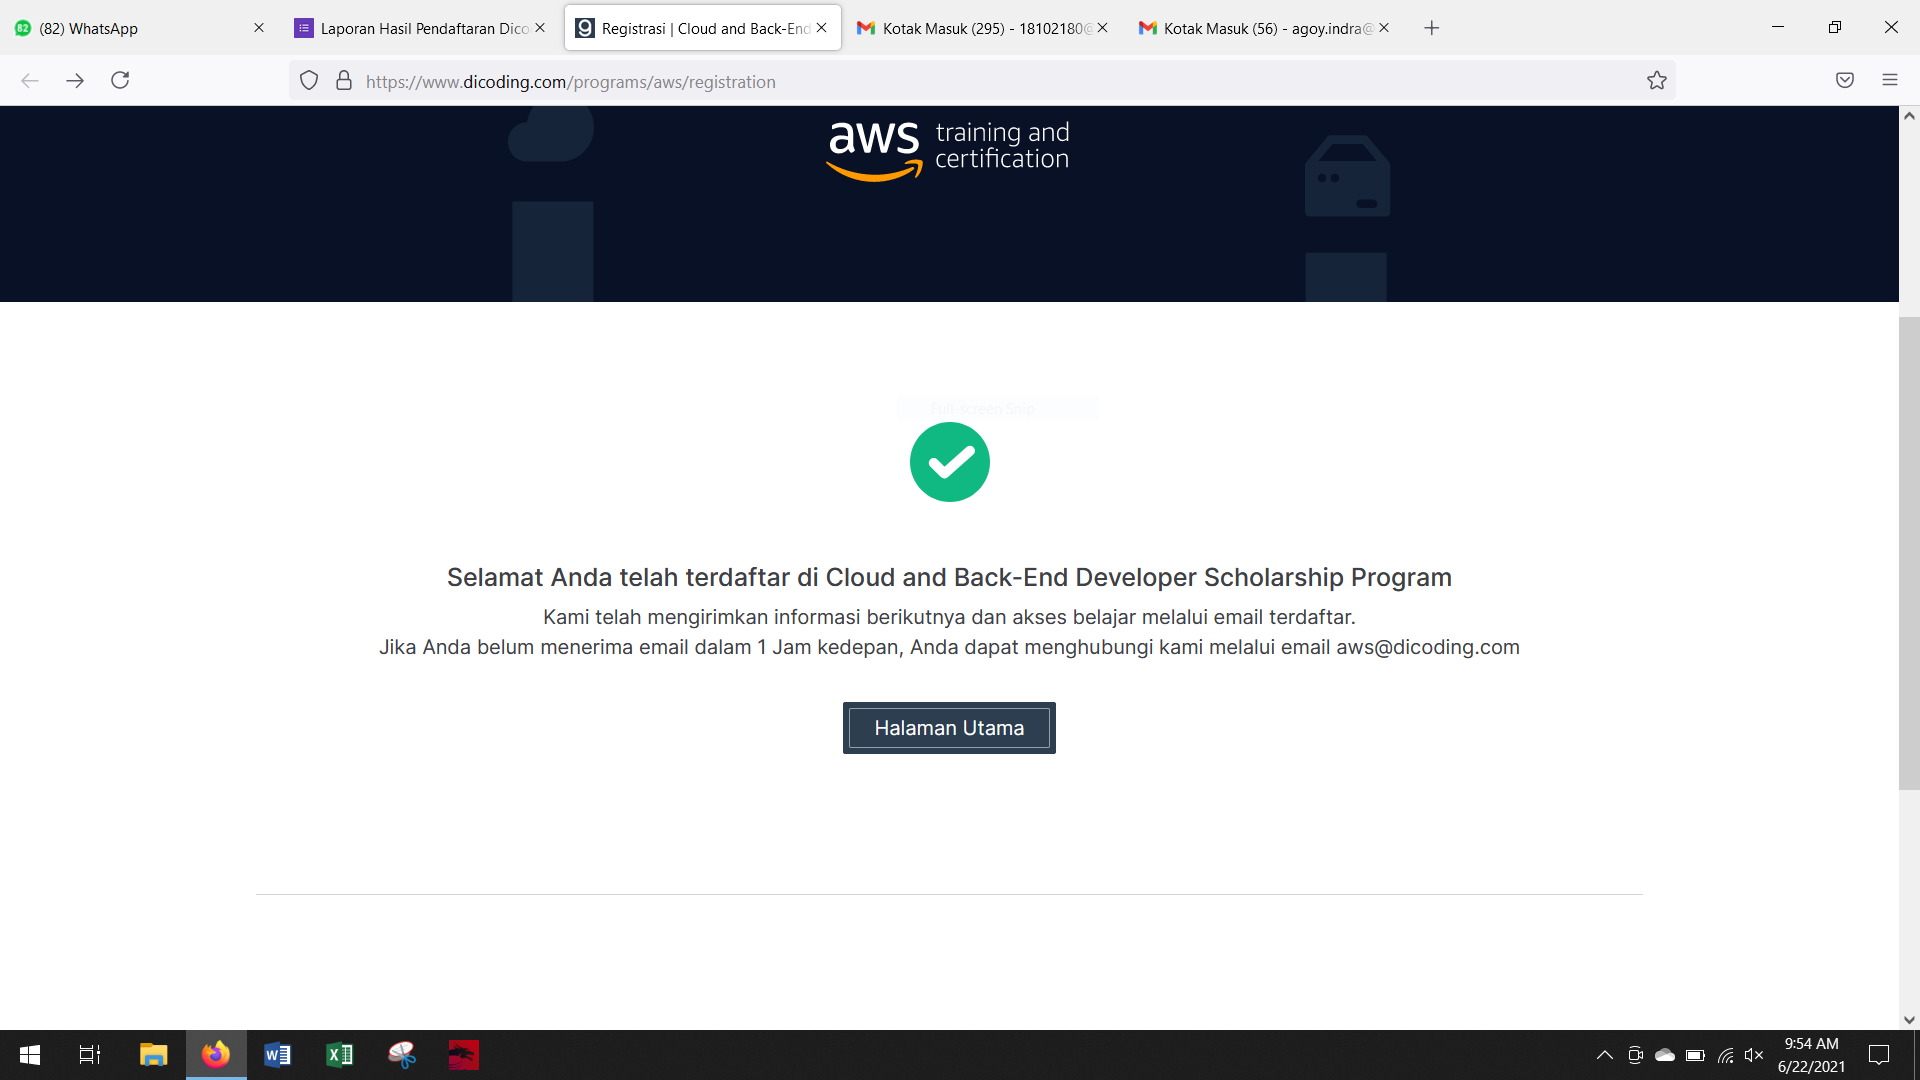 (82) WhatsApp
Laporan Hasil Pendaftaran Dico
Registrasi | Cloud and Back-End
Kotak Masuk (295) - 18102180@
Kotak Masuk (56) - agoy.indra@
https://www.dicoding.com/programs/aws/registration
aws training and
certification
Full-screen Snip
Selamat Anda telah terdaftar di Cloud and Back-End Developer Scholarship Program
Kami telah mengirimkan informasi berikutnya dan akses belajar melalui email terdaftar.
Jika Anda belum menerima email dalam 1 Jam kedepan, Anda dapat menghubungi kami melalui email aws@dicoding.com
Halaman Utama
9:54 AM
6/22/2021